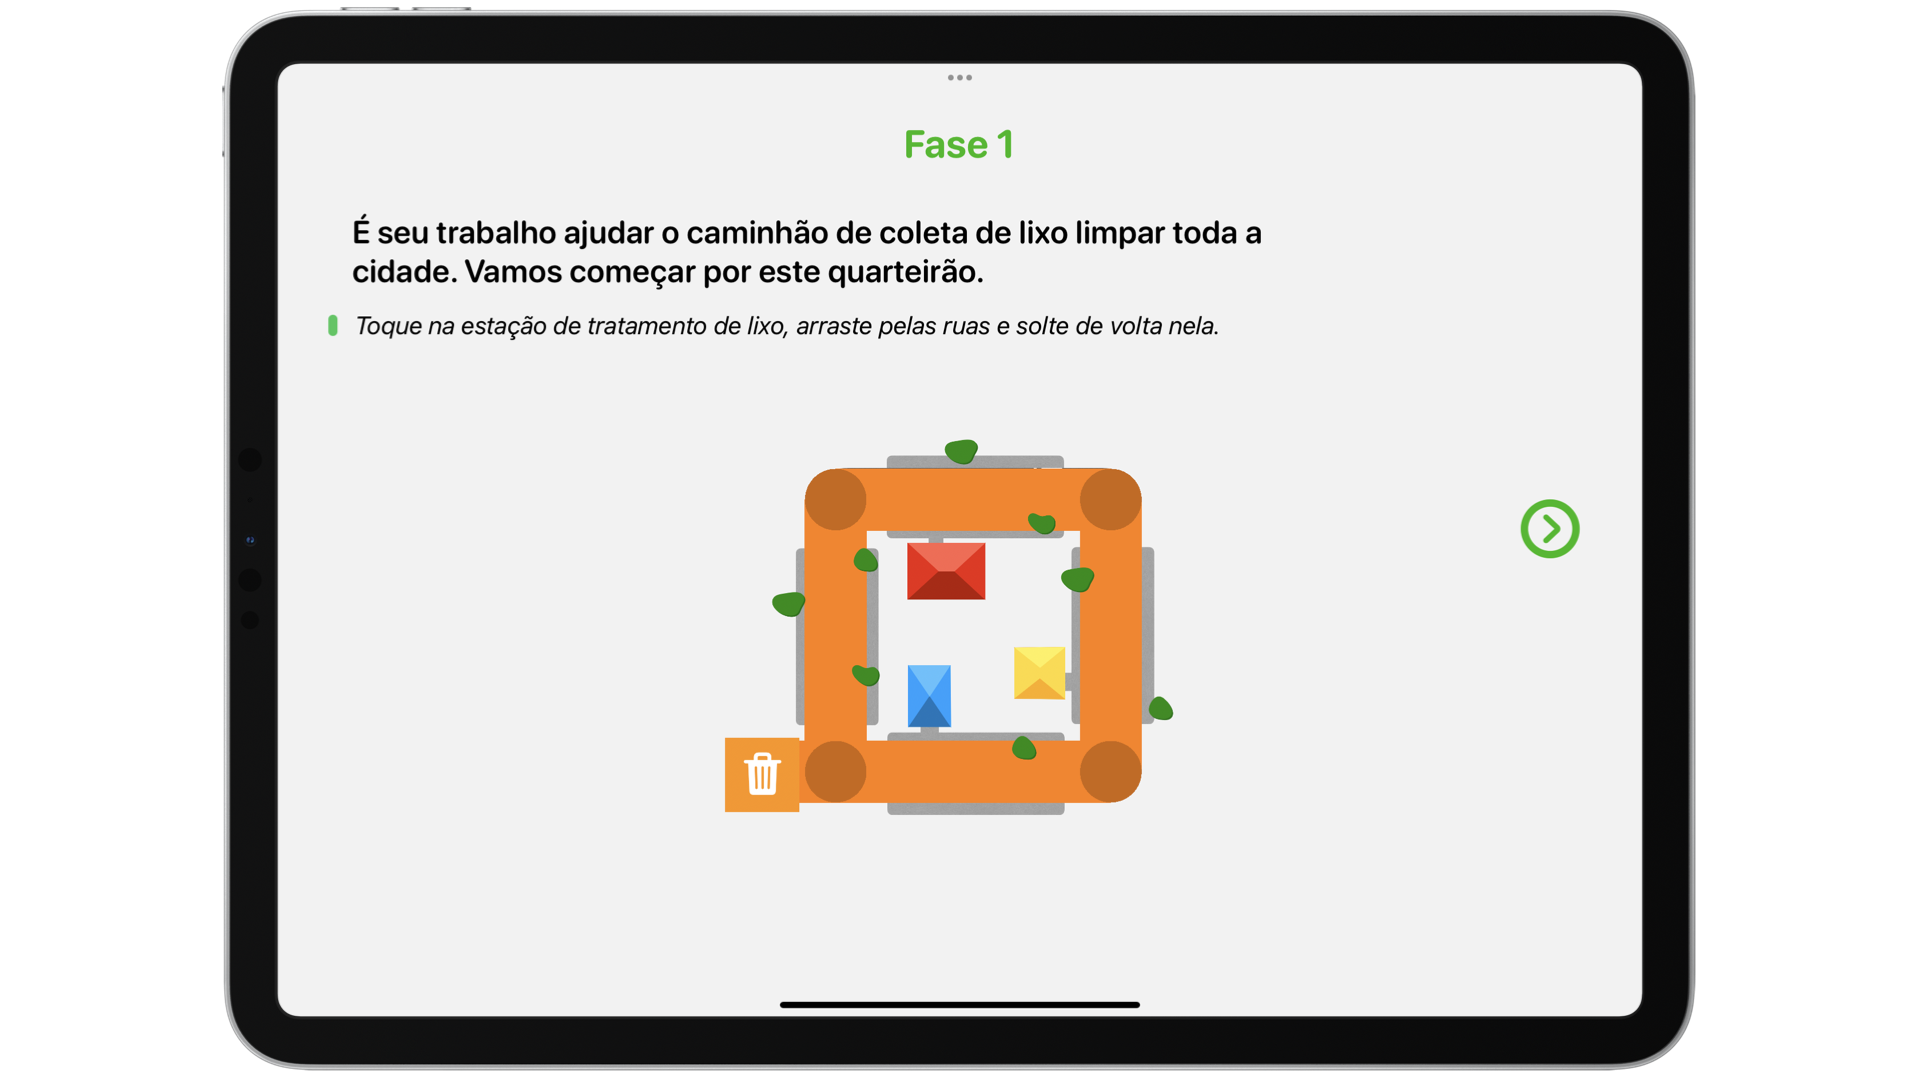 Fase 1
É seu trabalho ajudar o caminhão de coleta de lixo limpar toda a
cidade. Vamos começar por este quarteirão.
Toque na estação de tratamento de lixo, arraste pelas ruas e solte de volta nela.